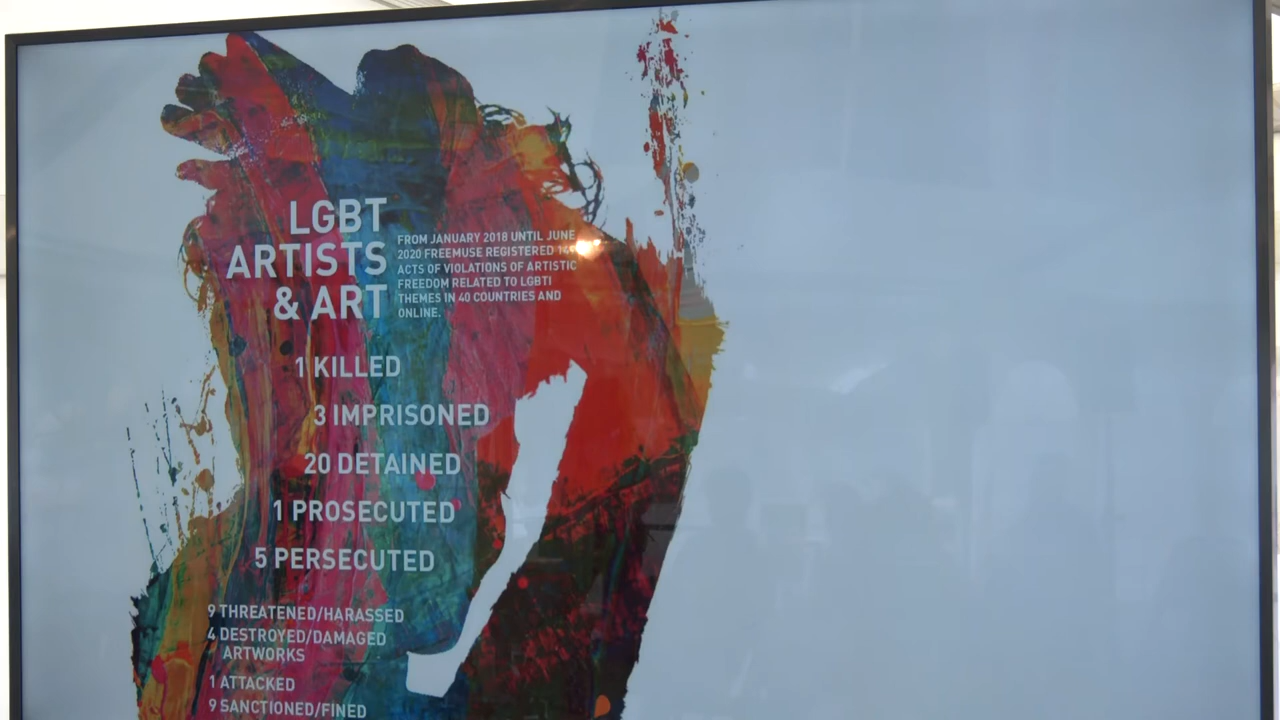 LGBT
ARTISTS
& ART
FROM JANUARY 2018 UNTIL JUNE
2020 FREEMUSE REGISTERED
ACTS OF VIOLATIONS OF ARTISTIC
FREEDOM RELATED TO LGBTI
THEMES IN 40 COUNTRIES AND
ONLINE.
1 KILLED
3 IMPRISONED
20 DETAINED
1 PROSECUTED
5 PERSECUTED
9 THREATENED/HARASSED
4 DESTROYED/DAMAGED
ARTWORKS
1 ATTACKED
9 SANCTIONED/FINED